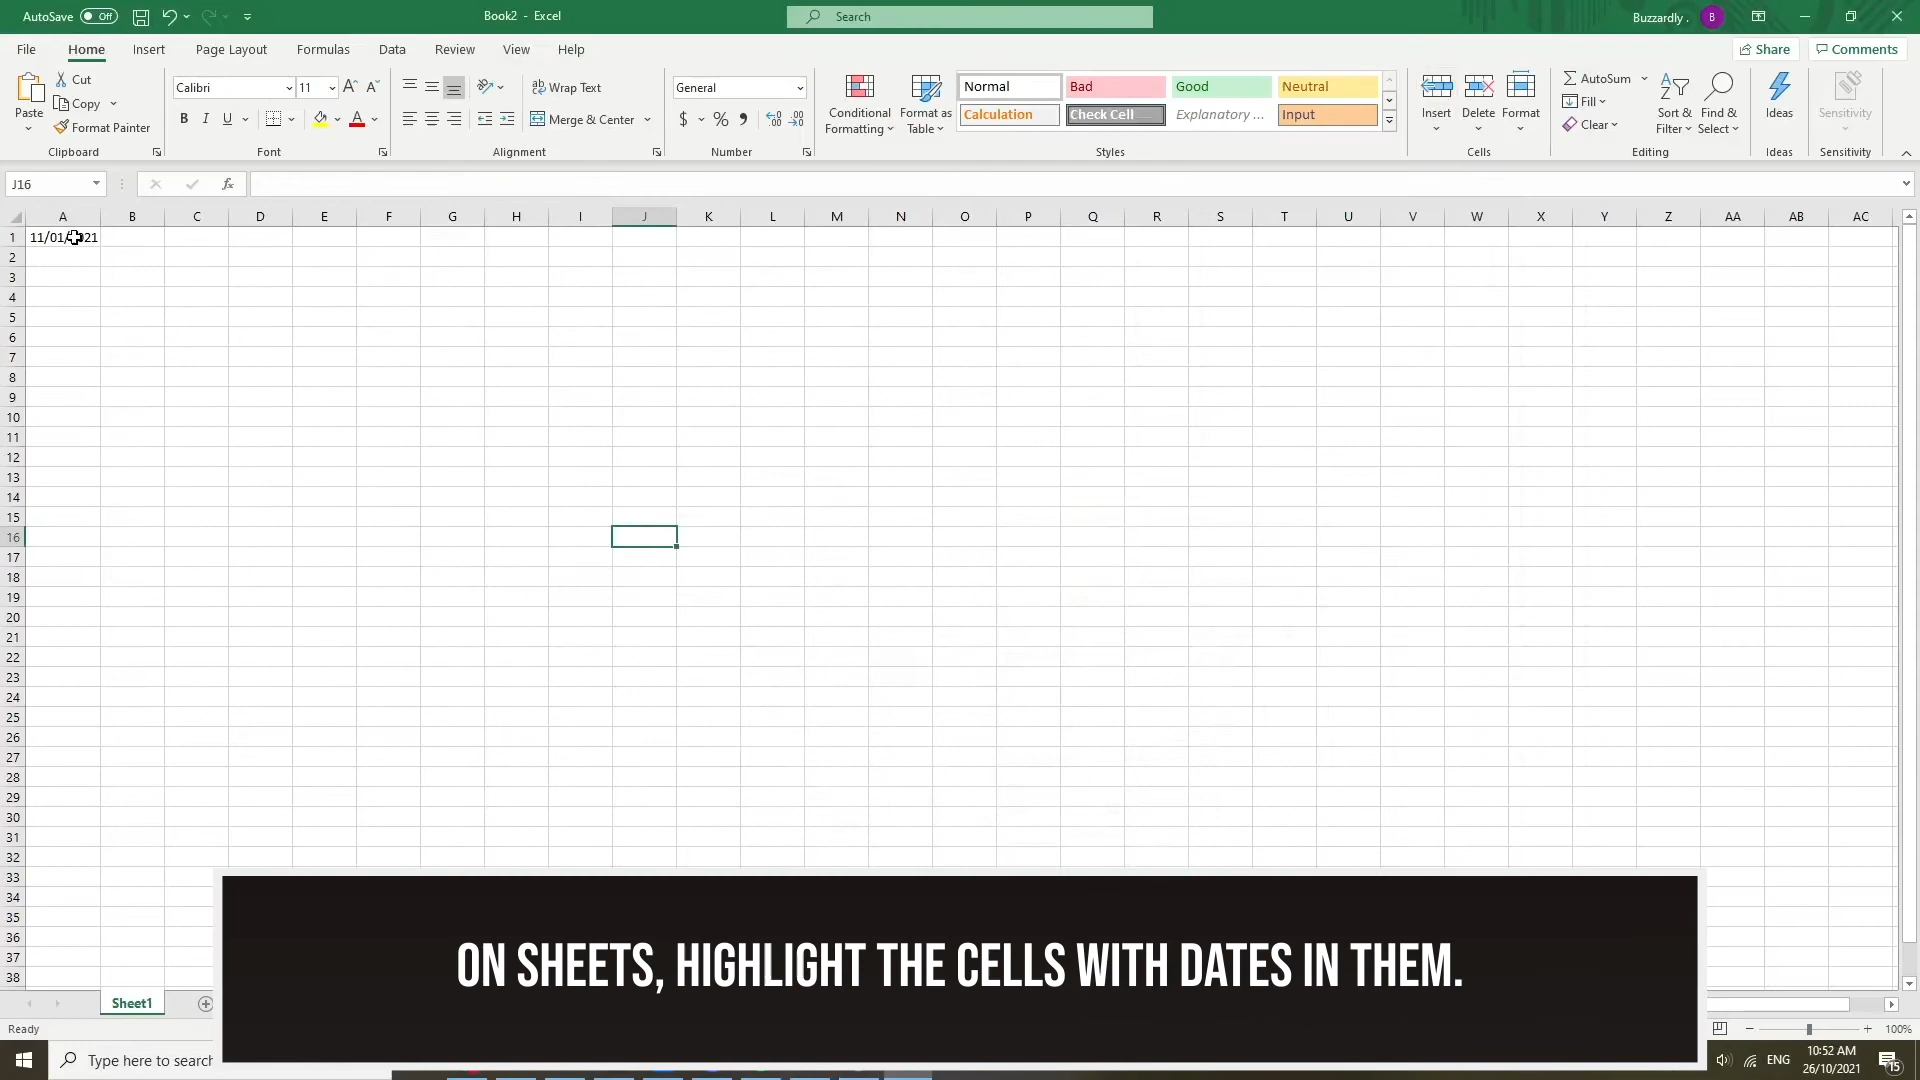 AutoSave Off Book2 - Excel Search Buzzardly . B
File Home Insert Page Layout Formulas Data Review View Help Share Comments
Paste Cut Copy Format Painter Clipboard
Calibri 11 A A B I U A Font
ab Wrap Text Merge & Center Alignment
General $ % Number
Conditional Formatting Format as Table
Normal Bad Good Neutral
Calculation Check Cell Explanatory ... Input
Styles
Insert Delete Format Cells
AutoSum Fill Clear Sort & Filter Find & Select Editing
Ideas Ideas
Sensitivity Sensitivity
J16 fx
A B C D E F G H I J K L M N O P Q R S T U V W X Y Z AA AB AC
1 11/01/
2
3
4
5
6
7
8
9
10
11
12
13
14
15
16
17
18
19
20
21
22
23
24
25
26
27
28
29
30
31
32
33
34
35
36
37
38
ON SHEETS, HIGHLIGHT THE CELLS WITH DATES IN THEM.
Sheet1
Ready 100%
Type here to search ENG 10:52 AM
26/10/2021 15